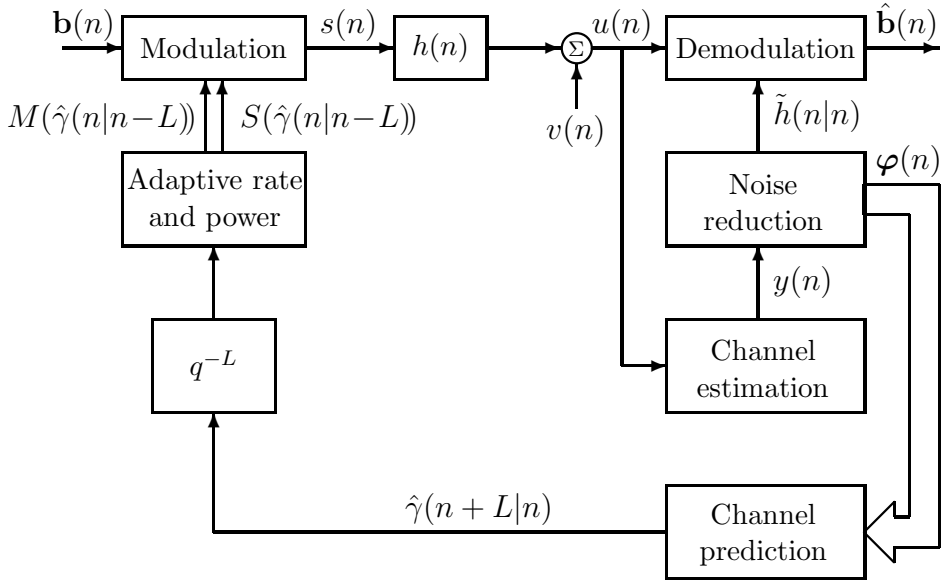 𝐛(n)
Modulation
s(n)
h(n)
Σ
u(n)
Demodulation
𝐛̂(n)
M(γ̂(n|n−L))
S(γ̂(n|n−L))
v(n)
h̃(n|n)
Adaptive rate
and power
Noise
reduction
𝝋(n)
y(n)
q⁻ᴸ
Channel
estimation
γ̂(n + L|n)
Channel
prediction